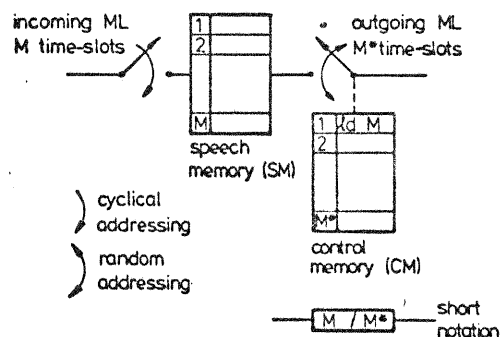 incoming ML
M time-slots
1
2
M
speech
memory (SM)
outgoing ML
M* time-slots
1 ld M
2
M*
control
memory (CM)
cyclical
addressing
random
addressing
M / M*
short
notation